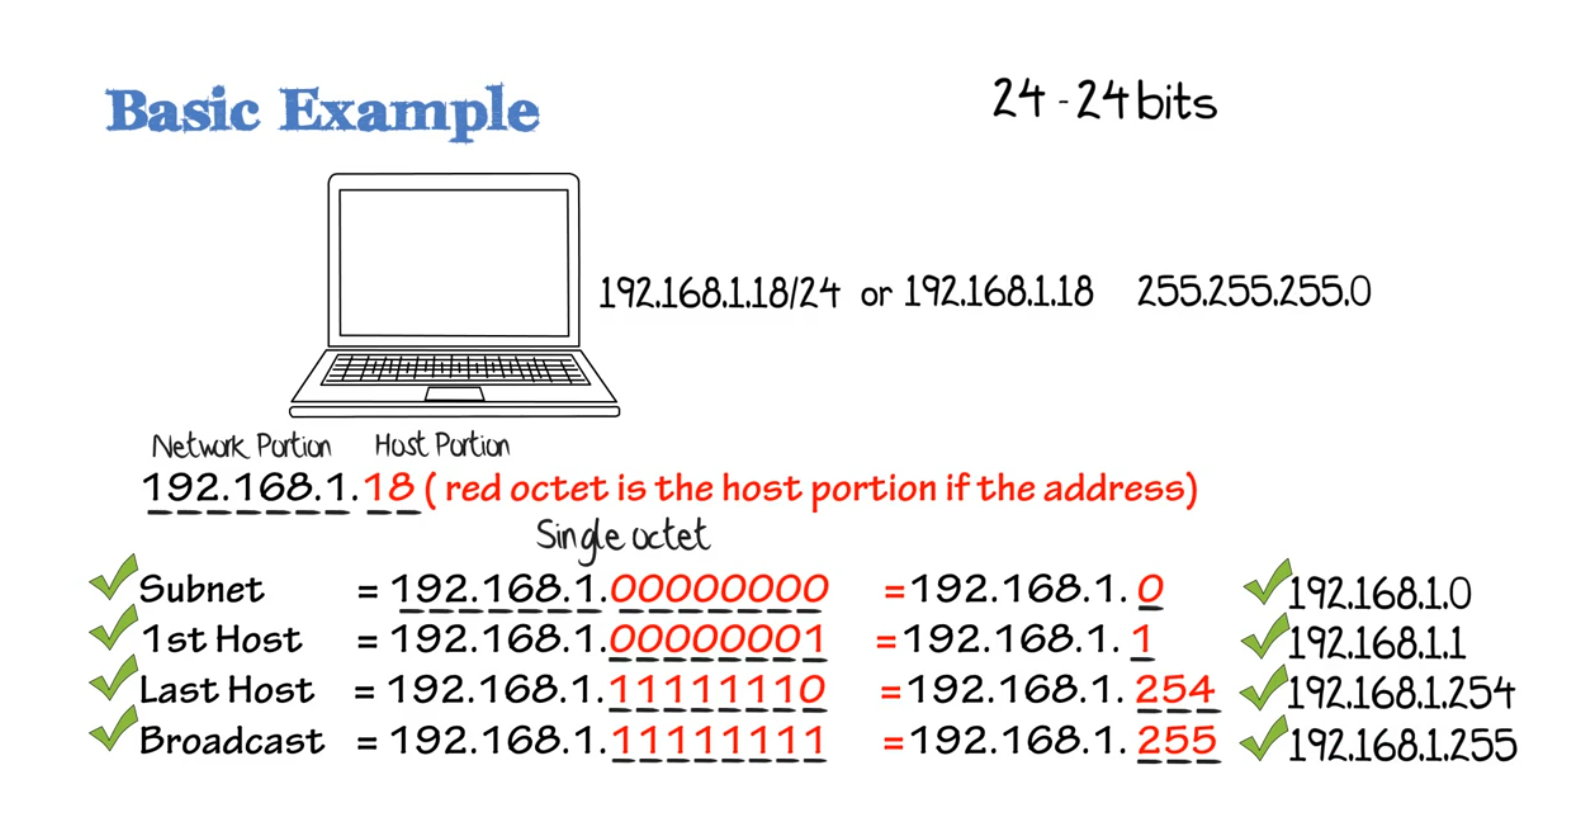 Basic Example
24 - 24 bits
192.168.1.18/24 or 192.168.1.18 255.255.255.0
Network Portion Host Portion
192.168.1.18 ( red octet is the host portion if the address)
Single octet
Subnet = 192.168.1.00000000 =192.168.1.0 192.168.1.0
1st Host = 192.168.1.00000001 =192.168.1.1 192.168.1.1
Last Host = 192.168.1.11111110 =192.168.1.254 192.168.1.254
Broadcast = 192.168.1.11111111 =192.168.1.255 192.168.1.255